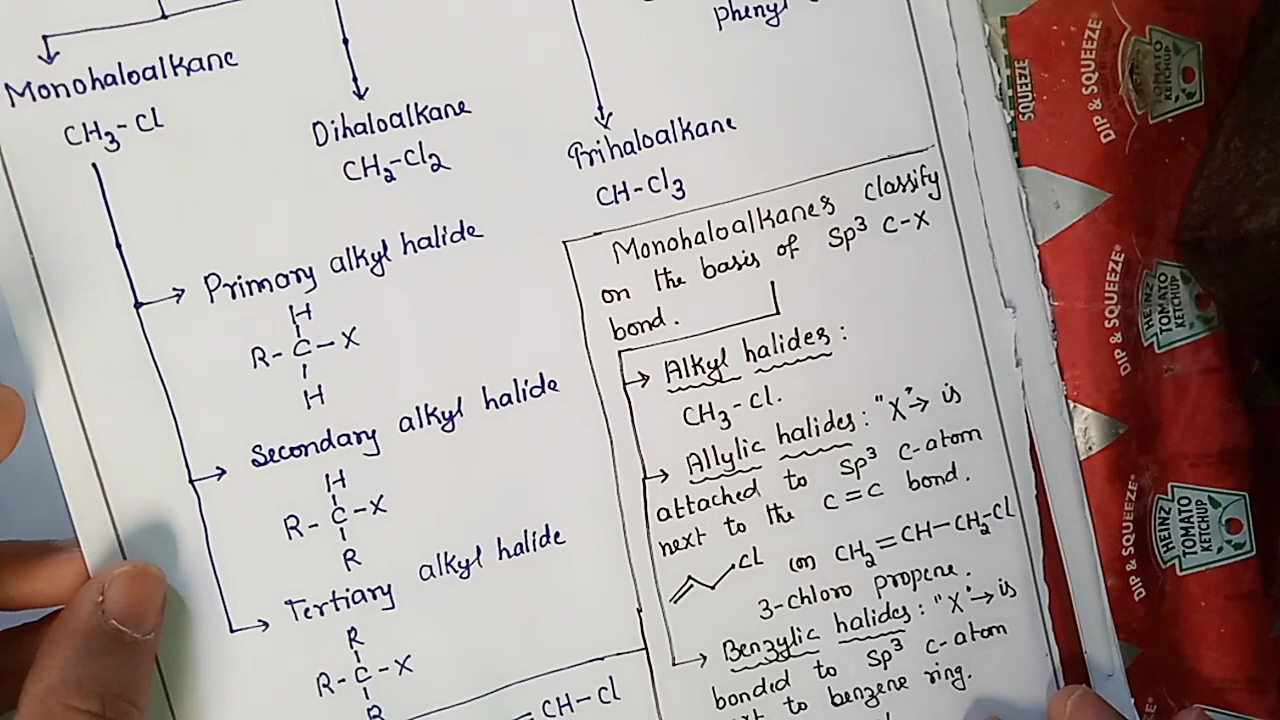 phenyl
Monohaloalkane
CH3-Cl
Dihaloalkane
CH2-Cl2
Trihaloalkane
CH-Cl3
Primary alkyl halide
H
R-C-X
H
Secondary alkyl halide
H
R-C-X
R
Tertiary alkyl halide
R
R-C-X
R
CH-Cl
Monohaloalkanes classify
on the basis of Sp3 C-X
bond.
Alkyl halides:
CH3-Cl.
Allylic halides: "X"→ is
attached to Sp3 C-atom
next to the C=C bond.
Cl (or) CH2=CH-CH2-Cl
3-chloro propene.
Benzylic halides: "X"→ is
bonded to Sp3 C-atom
to benzene ring.
SQUEEZE
DIP & SQUEEZE®
TOMATO
KETCHUP
DIP & SQUEEZE®
HEINZ
TOMATO
KETCHUP
DIP & SQUEEZE®
HEINZ
TOMATO
KETCHUP